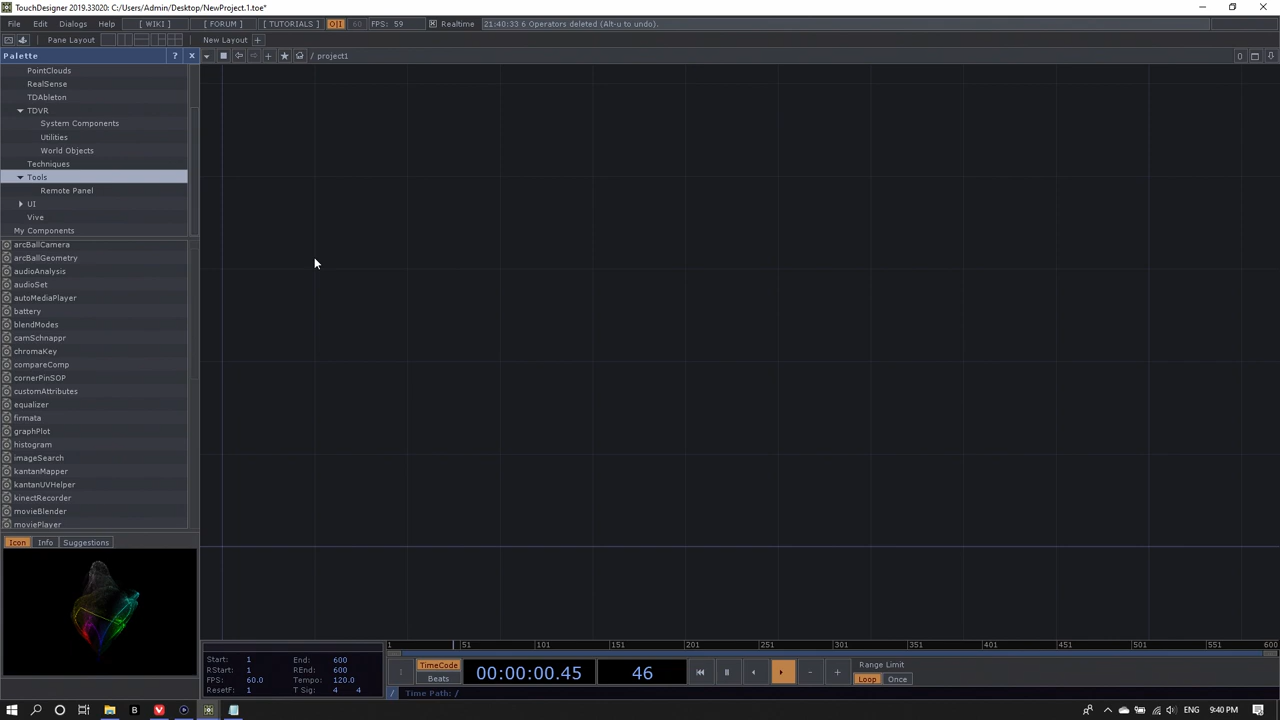 TouchDesigner 2019.33020: C:/Users/Admin/Desktop/NewProject.1.toe*
File Edit Dialogs Help [ WIKI ] [ FORUM ] [ TUTORIALS ] O|I 60 FPS: 59 Realtime 21:40:33 6 Operators deleted (Alt-u to undo).
Pane Layout New Layout +
Palette ? x / project1 0
PointClouds
RealSense
TDAbleton
TDVR
System Components
Utilities
World Objects
Techniques
Tools
Remote Panel
UI
Vive
My Components
arcBallCamera
arcBallGeometry
audioAnalysis
audioSet
autoMediaPlayer
battery
blendModes
camSchnappr
chromaKey
compareComp
cornerPinSOP
customAttributes
equalizer
firmata
graphPlot
histogram
imageSearch
kantanMapper
kantanUVHelper
kinectRecorder
movieBlender
moviePlayer
Icon Info Suggestions
1 51 101 151 201 251 301 351 401 451 501 551 600
Start: 1 End: 600
RStart: 1 REnd: 600
FPS: 60.0 Tempo: 120.0
ResetF: 1 T Sig: 4 4
TimeCode
Beats
00:00:00.45 46
Range Limit
Loop Once
/ Time Path: /
B ENG 9:40 PM